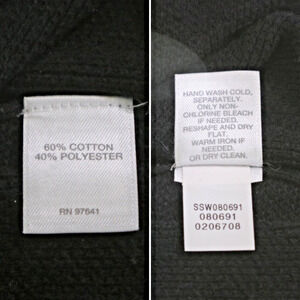 60% COTTON
40% POLYESTER
RN 97641
HAND WASH COLD,
SEPARATELY.
ONLY NON-
CHLORINE BLEACH
IF NEEDED.
RESHAPE AND DRY
FLAT.
WARM IRON IF
NEEDED.
OR DRY CLEAN.
SSW080691
080691
0206708